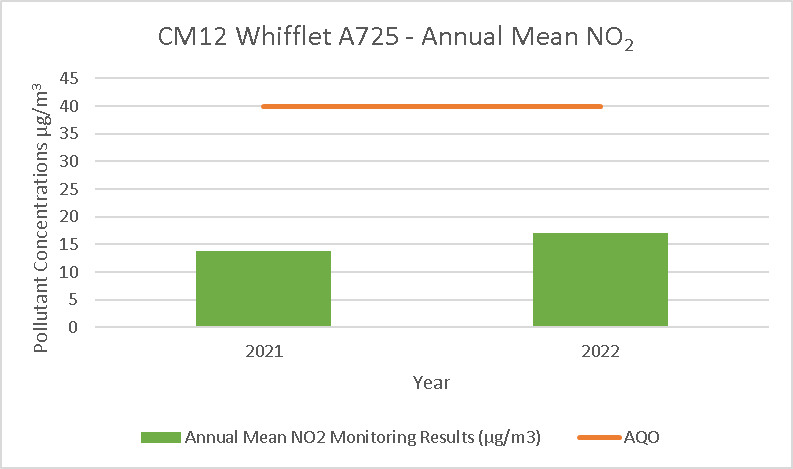 CM12 Whifflet A725 - Annual Mean NO₂
Pollutant Concentrations µg/m³
45
40
35
30
25
20
15
10
5
0
2021 2022
Year
Annual Mean NO2 Monitoring Results (µg/m3) AQO